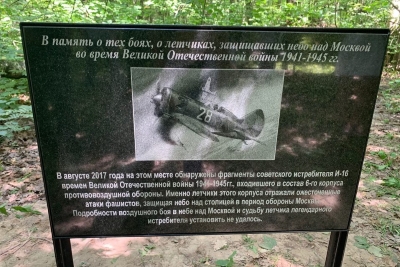 В память о тех боях, о летчиках, защищавших небо над Москвой
во время Великой Отечественной войны 1941-1945 гг.
28
В августе 2017 года на этом месте обнаружены фрагменты советского истребителя И-16
времен Великой Отечественной войны 1941-1945гг., входившего в состав 6-го корпуса
противовоздушной обороны. Именно летчики этого корпуса отражали ожесточенные
атаки фашистов, защищая небо над столицей в период обороны Москвы.
Подробности воздушного боя в небе над Москвой и судьбу летчика легендарного
истребителя установить не удалось.